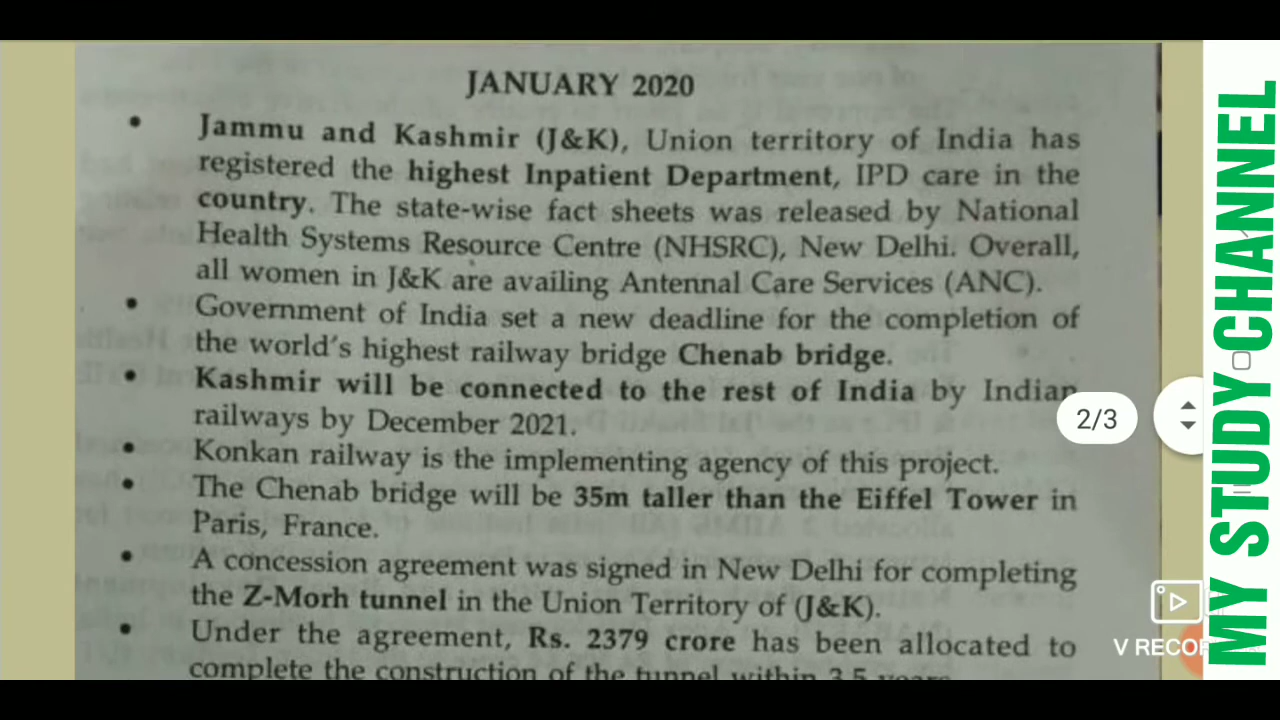 JANUARY 2020
• Jammu and Kashmir (J&K), Union territory of India has
registered the highest Inpatient Department, IPD care in the
country. The state-wise fact sheets was released by National
Health Systems Resource Centre (NHSRC), New Delhi. Overall,
all women in J&K are availing Antennal Care Services (ANC).
• Government of India set a new deadline for the completion of
the world's highest railway bridge Chenab bridge.
• Kashmir will be connected to the rest of India by Indian
railways by December 2021.
• Konkan railway is the implementing agency of this project.
• The Chenab bridge will be 35m taller than the Eiffel Tower in
Paris, France.
• A concession agreement was signed in New Delhi for completing
the Z-Morh tunnel in the Union Territory of (J&K).
• Under the agreement, Rs. 2379 crore has been allocated to
complete the construction of the tunnel within 3.5 years
2/3
V RECOR
MY STUDY CHANNEL